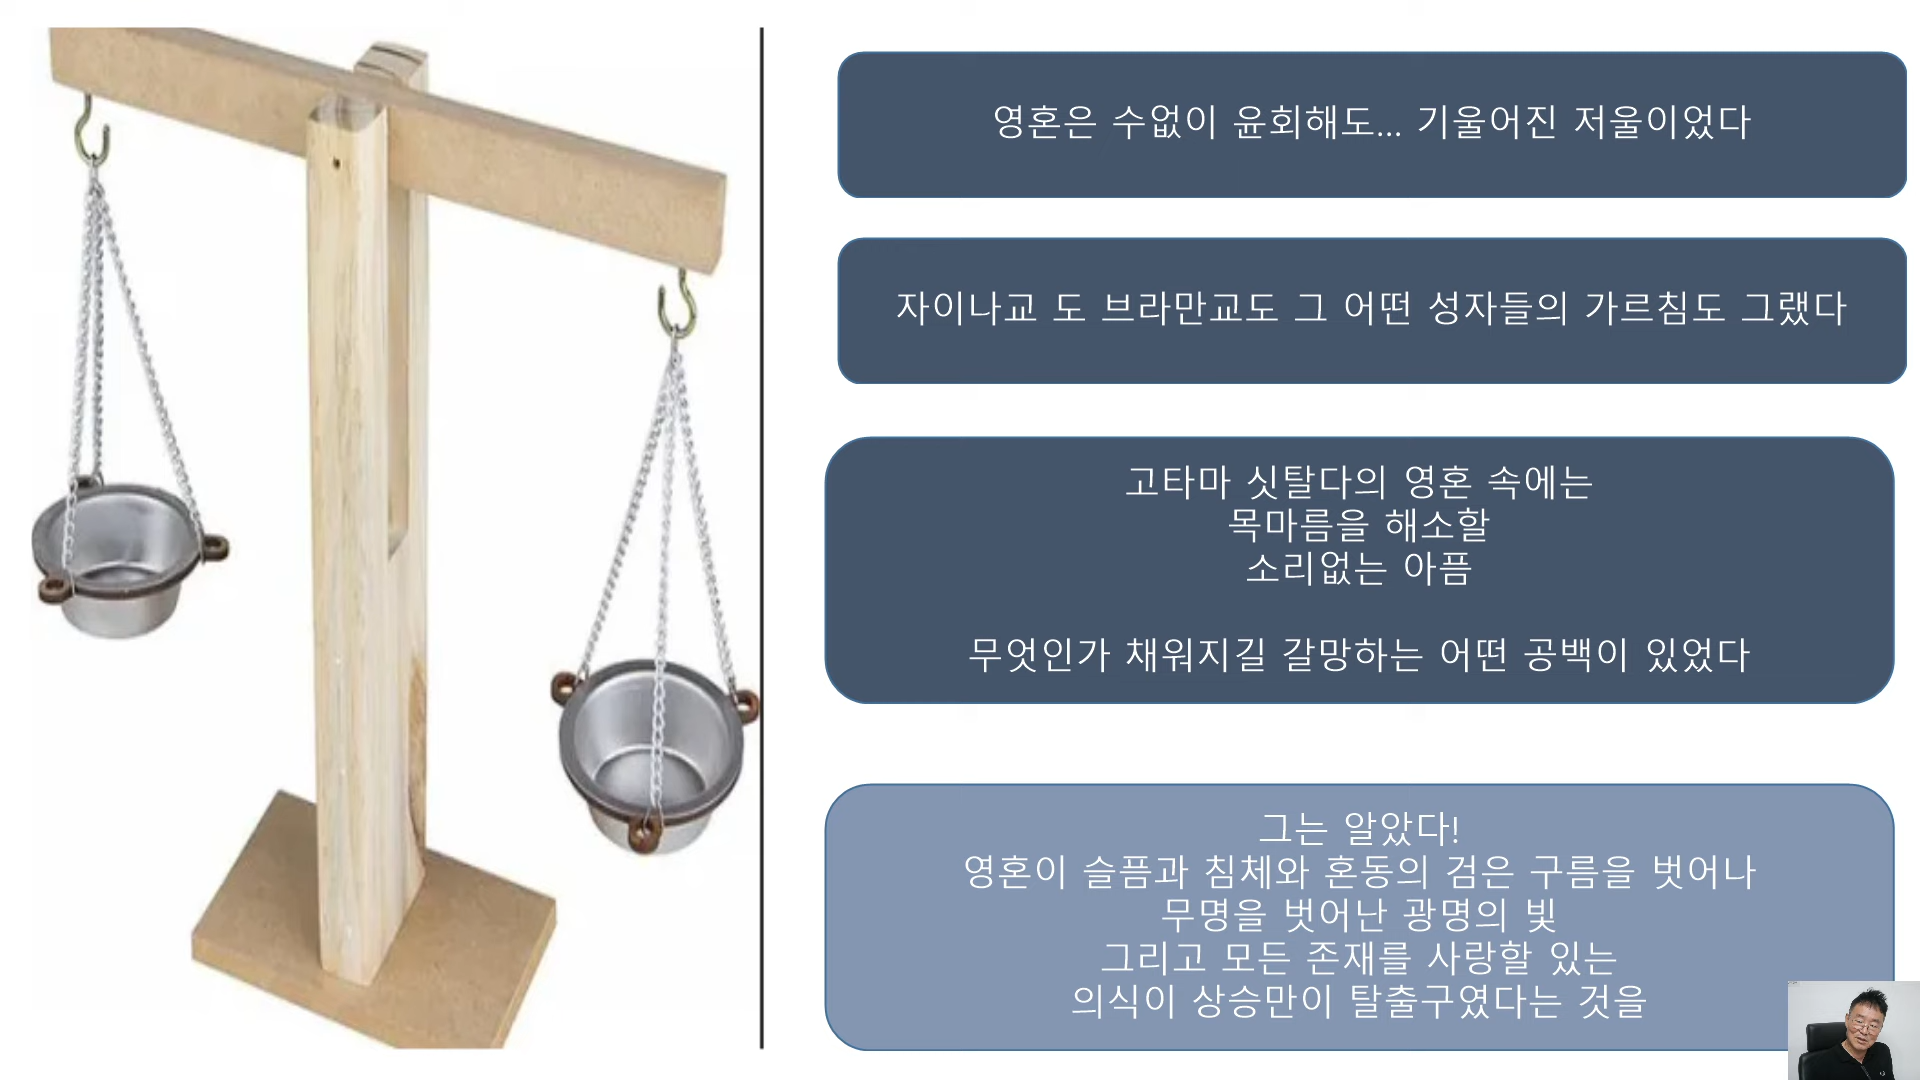 영혼은 수없이 윤회해도... 기울어진 저울이었다
자이나교 도 브라만교도 그 어떤 성자들의 가르침도 그랬다
고타마 싯탈다의 영혼 속에는
목마름을 해소할
소리없는 아픔
무엇인가 채워지길 갈망하는 어떤 공백이 있었다
그는 알았다!
영혼이 슬픔과 침체와 혼동의 검은 구름을 벗어나
무명을 벗어난 광명의 빛
그리고 모든 존재를 사랑할 있는
의식이 상승만이 탈출구였다는 것을